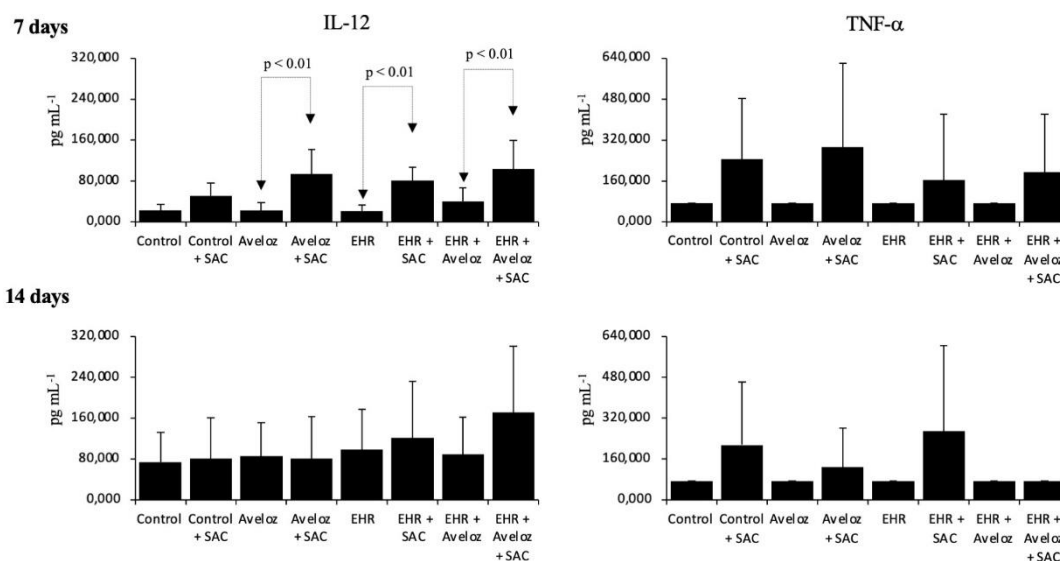 7 days
IL-12
TNF-α
320,000
240,000
160,000
80,000
0,000
pg mL-1
p < 0.01
p < 0.01
p < 0.01
Control
Control + SAC
Aveloz
Aveloz + SAC
EHR
EHR + SAC
EHR + Aveloz
EHR + Aveloz + SAC
640,000
480,000
320,000
160,000
0,000
pg mL-1
Control
Control + SAC
Aveloz
Aveloz + SAC
EHR
EHR + SAC
EHR + Aveloz
EHR + Aveloz + SAC
14 days
320,000
240,000
160,000
80,000
0,000
pg mL-1
Control
Control + SAC
Aveloz
Aveloz + SAC
EHR
EHR + SAC
EHR + Aveloz
EHR + Aveloz + SAC
640,000
480,000
320,000
160,000
0,000
pg mL-1
Control
Control + SAC
Aveloz
Aveloz + SAC
EHR
EHR + SAC
EHR + Aveloz
EHR + Aveloz + SAC